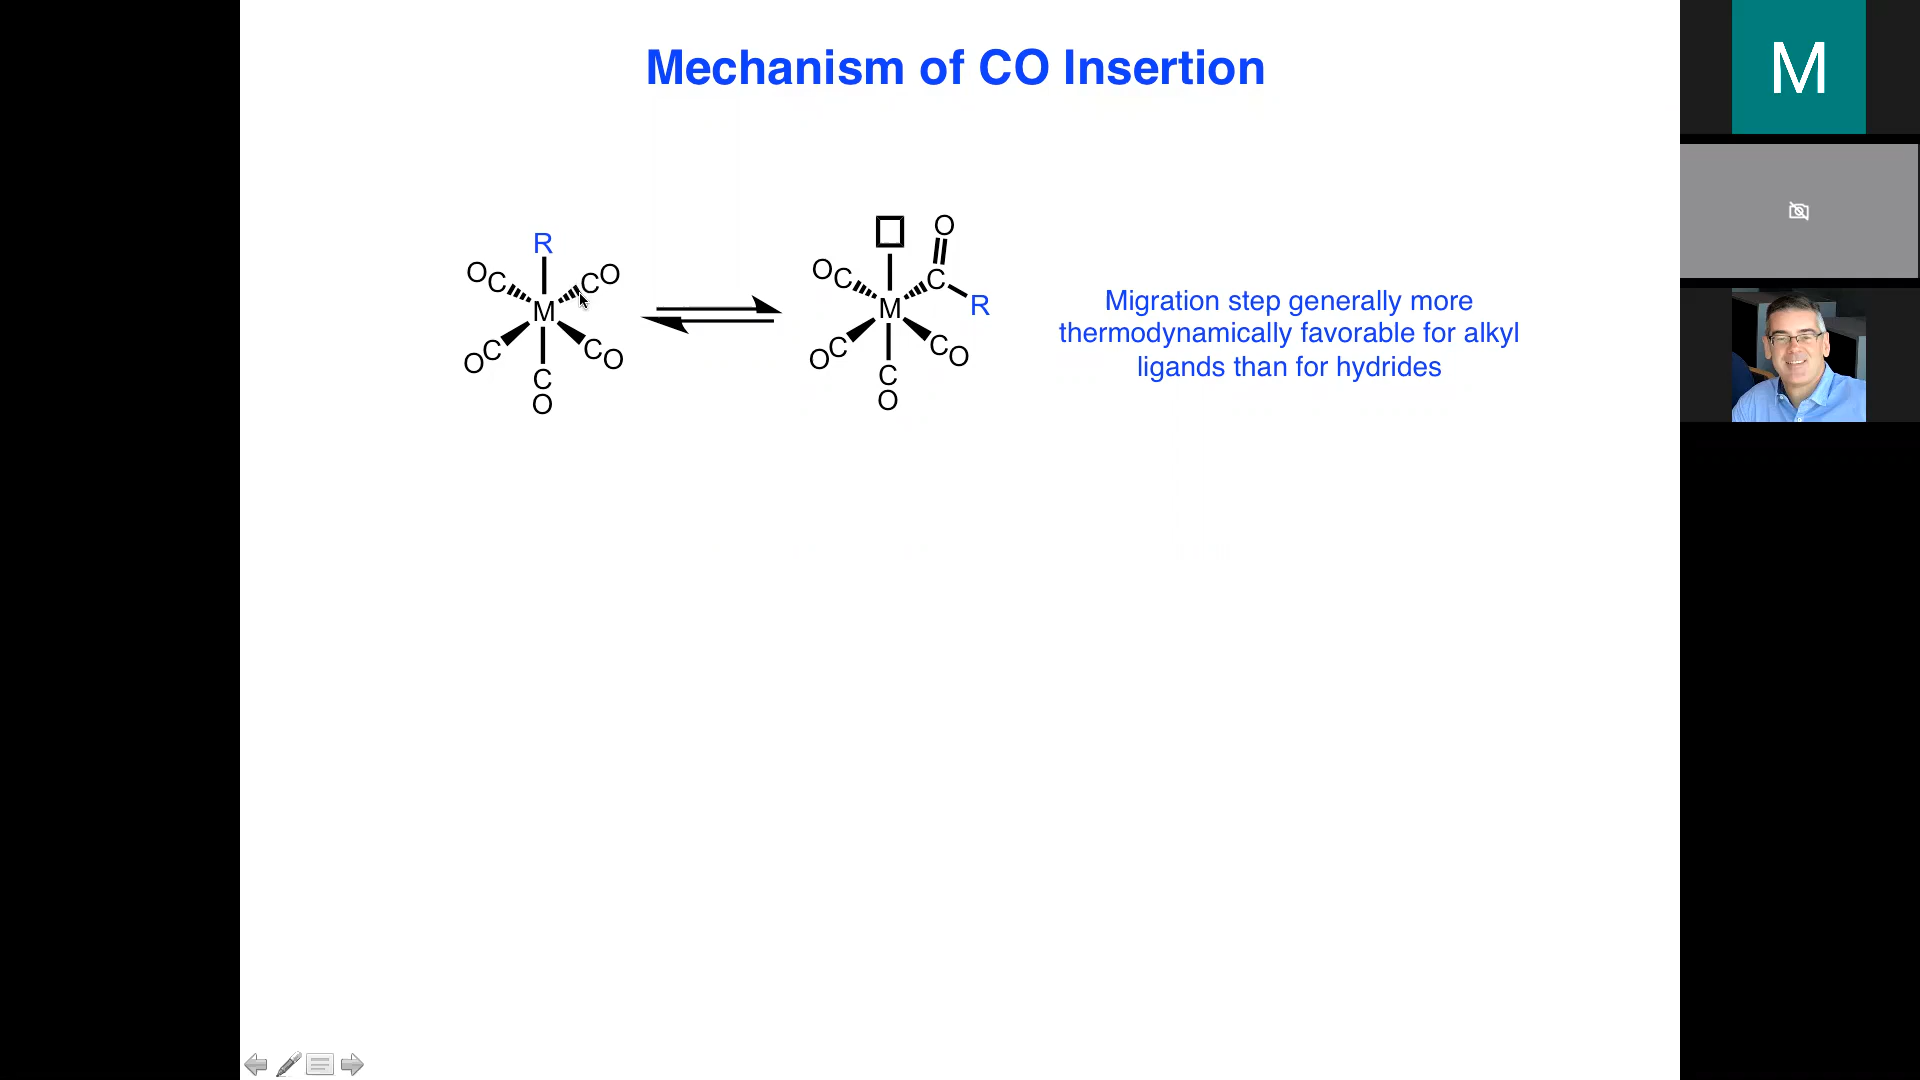 Mechanism of CO Insertion
R
OC
CO
M
OC
CO
C
O
O
OC
C
R
M
OC
CO
C
O
Migration step generally more
thermodynamically favorable for alkyl
ligands than for hydrides
M